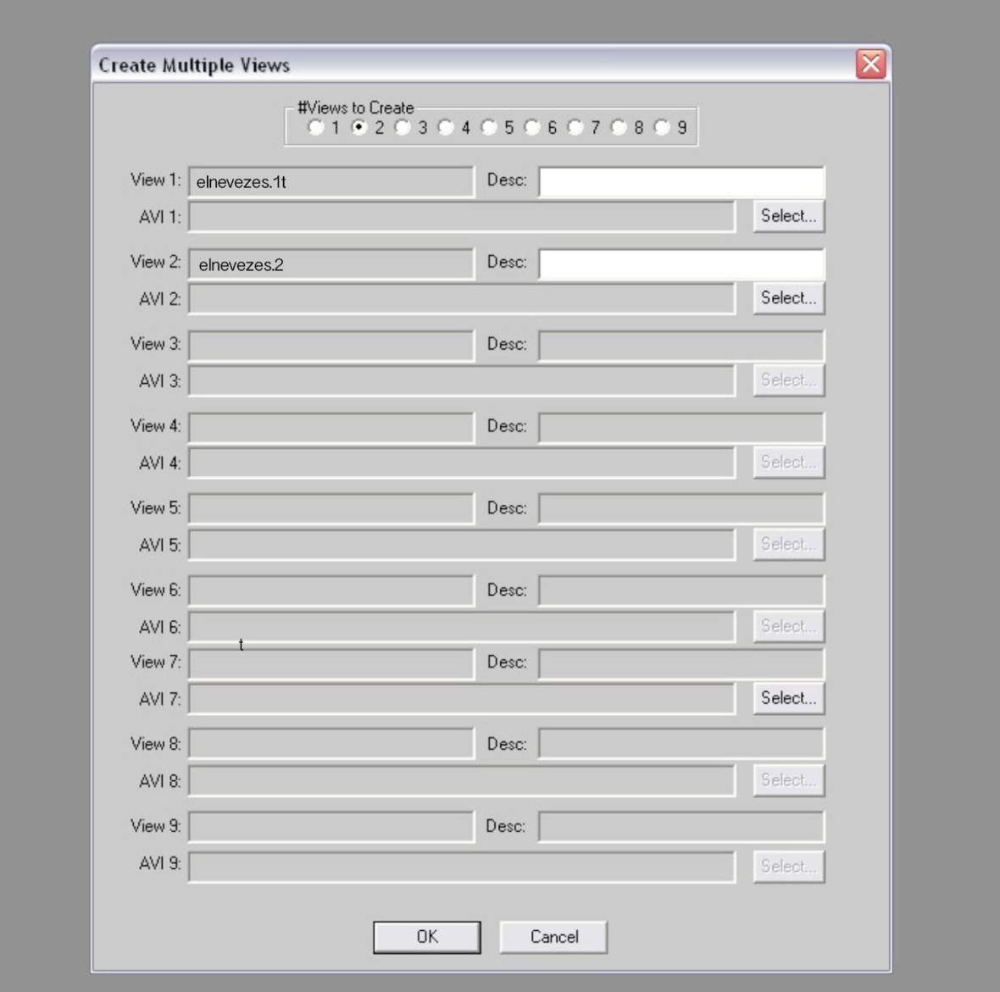 Create Multiple Views
#Views to Create
1 2 3 4 5 6 7 8 9
View 1: elnevezes.1t Desc:
AVI 1: Select...
View 2: elnevezes.2 Desc:
AVI 2: Select...
View 3: Desc:
AVI 3: Select...
View 4: Desc:
AVI 4: Select...
View 5: Desc:
AVI 5: Select...
View 6: Desc:
AVI 6: Select...
t
View 7: Desc:
AVI 7: Select...
View 8: Desc:
AVI 8: Select...
View 9: Desc:
AVI 9: Select...
OK Cancel